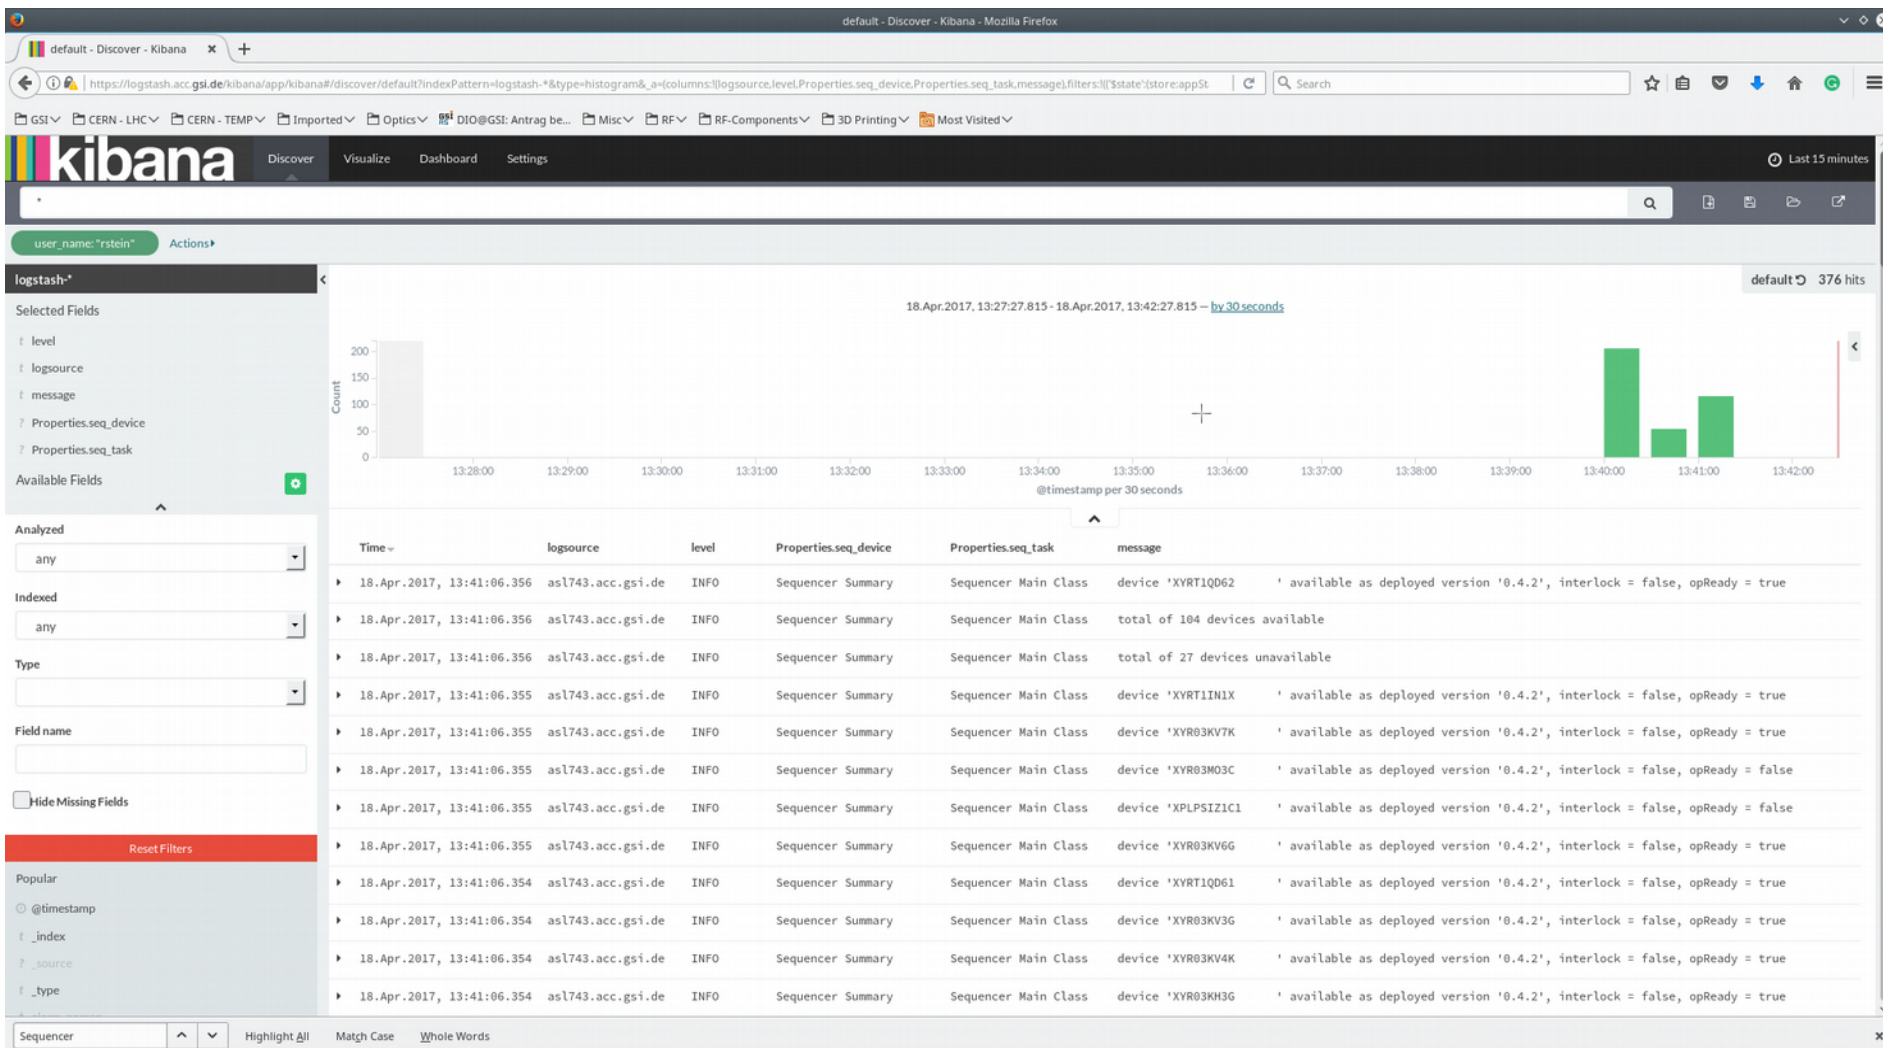 default - Discover - Kibana - Mozilla Firefox
default - Discover - Kibana
https://logstash.acc.gsi.de/kibana/app/kibana#/discover/default?indexPattern=logstash-*&type=histogram&_a=(columns:!(logsource,level,Properties.seq_device,Properties.seq_task,message),filters:!(('$state':(store:appSt
Search
GSI CERN - LHC CERN - TEMP Imported Optics DIO@GSI: Antrag be... Misc RF RF-Components 3D Printing Most Visited
kibana Discover Visualize Dashboard Settings Last 15 minutes
*
user_name:"rstein" Actions
logstash-*
default 376 hits
Selected Fields
t level
t logsource
t message
? Properties.seq_device
? Properties.seq_task
Available Fields
Analyzed
any
Indexed
any
Type
Field name
Hide Missing Fields
Reset Filters
Popular
@timestamp
t _index
? _source
t _type
18.Apr.2017, 13:27:27.815 - 18.Apr.2017, 13:42:27.815 — by 30 seconds
Count
200
150
100
50
0
13:28:00 13:29:00 13:30:00 13:31:00 13:32:00 13:33:00 13:34:00 13:35:00 13:36:00 13:37:00 13:38:00 13:39:00 13:40:00 13:41:00 13:42:00
@timestamp per 30 seconds
Time logsource level Properties.seq_device Properties.seq_task message
18.Apr.2017, 13:41:06.356 asl743.acc.gsi.de INFO Sequencer Summary Sequencer Main Class device 'XYRT1QD62 ' available as deployed version '0.4.2', interlock = false, opReady = true
18.Apr.2017, 13:41:06.356 asl743.acc.gsi.de INFO Sequencer Summary Sequencer Main Class total of 104 devices available
18.Apr.2017, 13:41:06.356 asl743.acc.gsi.de INFO Sequencer Summary Sequencer Main Class total of 27 devices unavailable
18.Apr.2017, 13:41:06.355 asl743.acc.gsi.de INFO Sequencer Summary Sequencer Main Class device 'XYRT1IN1X ' available as deployed version '0.4.2', interlock = false, opReady = true
18.Apr.2017, 13:41:06.355 asl743.acc.gsi.de INFO Sequencer Summary Sequencer Main Class device 'XYR03KV7K ' available as deployed version '0.4.2', interlock = false, opReady = true
18.Apr.2017, 13:41:06.355 asl743.acc.gsi.de INFO Sequencer Summary Sequencer Main Class device 'XYR03MO3C ' available as deployed version '0.4.2', interlock = false, opReady = false
18.Apr.2017, 13:41:06.355 asl743.acc.gsi.de INFO Sequencer Summary Sequencer Main Class device 'XPLPSIZ1C1 ' available as deployed version '0.4.2', interlock = false, opReady = false
18.Apr.2017, 13:41:06.355 asl743.acc.gsi.de INFO Sequencer Summary Sequencer Main Class device 'XYR03KV6G ' available as deployed version '0.4.2', interlock = false, opReady = true
18.Apr.2017, 13:41:06.354 asl743.acc.gsi.de INFO Sequencer Summary Sequencer Main Class device 'XYRT1QD61 ' available as deployed version '0.4.2', interlock = false, opReady = true
18.Apr.2017, 13:41:06.354 asl743.acc.gsi.de INFO Sequencer Summary Sequencer Main Class device 'XYR03KV3G ' available as deployed version '0.4.2', interlock = false, opReady = true
18.Apr.2017, 13:41:06.354 asl743.acc.gsi.de INFO Sequencer Summary Sequencer Main Class device 'XYR03KV4K ' available as deployed version '0.4.2', interlock = false, opReady = true
18.Apr.2017, 13:41:06.354 asl743.acc.gsi.de INFO Sequencer Summary Sequencer Main Class device 'XYR03KH3G ' available as deployed version '0.4.2', interlock = false, opReady = true
Sequencer Highlight All Match Case Whole Words